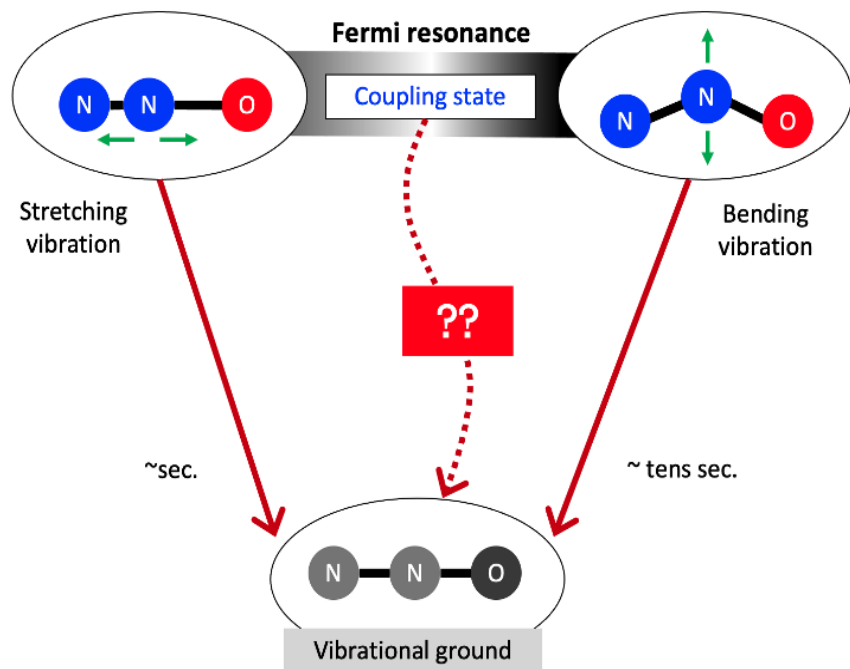 Fermi resonance
Coupling state
N N O
N N O
Stretching
vibration
Bending
vibration
??
~sec.
~ tens sec.
N N O
Vibrational ground